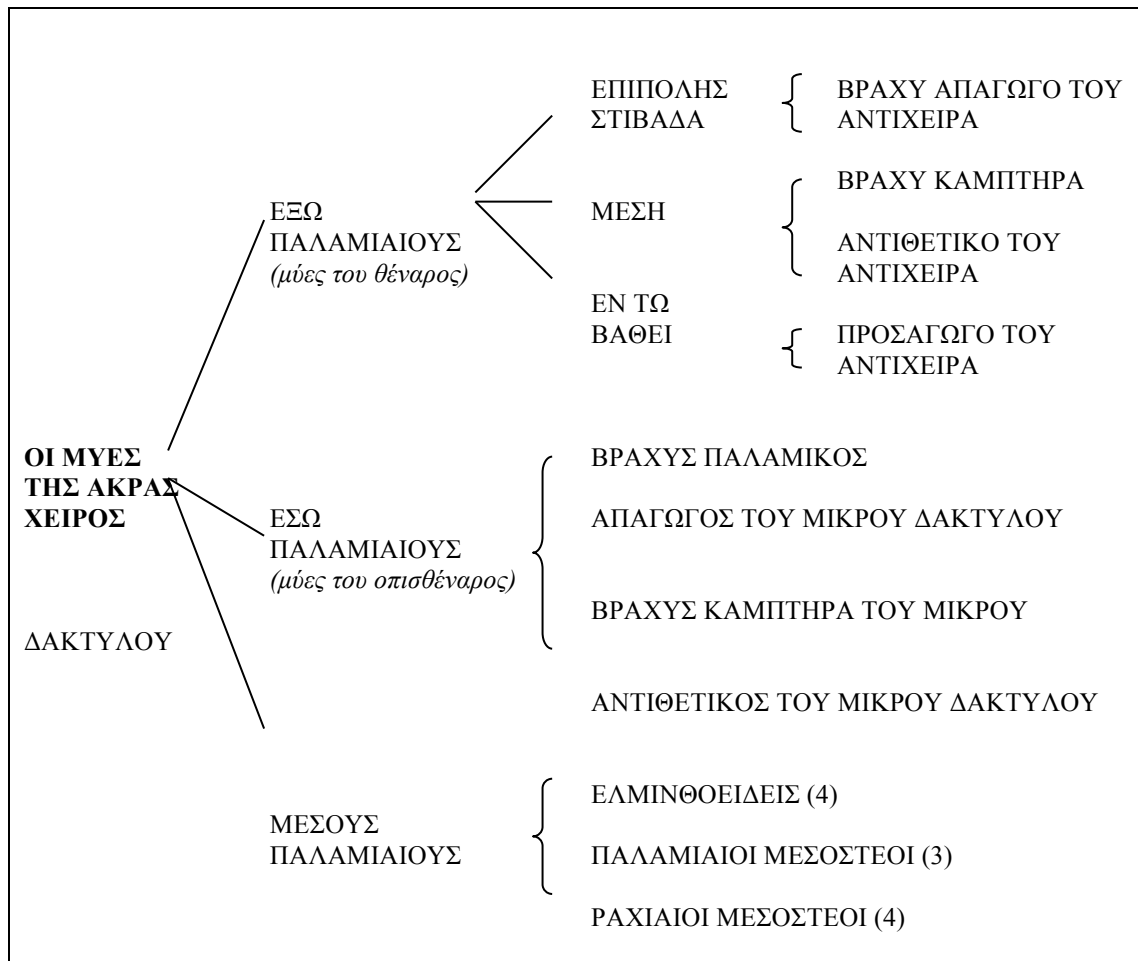 ΕΠΙΠΟΛΗΣ
ΣΤΙΒΑΔΑ
ΒΡΑΧΥ ΑΠΑΓΩΓΟ ΤΟΥ
ΑΝΤΙΧΕΙΡΑ
ΕΞΩ
ΠΑΛΑΜΙΑΙΟΥΣ
(μύες του θέναρος)
ΜΕΣΗ
ΒΡΑΧΥ ΚΑΜΠΤΗΡΑ
ΑΝΤΙΘΕΤΙΚΟ ΤΟΥ
ΑΝΤΙΧΕΙΡΑ
ΕΝ ΤΩ
ΒΑΘΕΙ
ΠΡΟΣΑΓΩΓΟ ΤΟΥ
ΑΝΤΙΧΕΙΡΑ
ΟΙ ΜΥΕΣ
ΤΗΣ ΑΚΡΑΣ
ΧΕΙΡΟΣ
ΕΣΩ
ΠΑΛΑΜΙΑΙΟΥΣ
(μύες του οπισθέναρος)
ΒΡΑΧΥΣ ΠΑΛΑΜΙΚΟΣ
ΑΠΑΓΩΓΟΣ ΤΟΥ ΜΙΚΡΟΥ ΔΑΚΤΥΛΟΥ
ΒΡΑΧΥΣ ΚΑΜΠΤΗΡΑ ΤΟΥ ΜΙΚΡΟΥ
ΔΑΚΤΥΛΟΥ
ΑΝΤΙΘΕΤΙΚΟΣ ΤΟΥ ΜΙΚΡΟΥ ΔΑΚΤΥΛΟΥ
ΜΕΣΟΥΣ
ΠΑΛΑΜΙΑΙΟΥΣ
ΕΛΜΙΝΘΟΕΙΔΕΙΣ (4)
ΠΑΛΑΜΙΑΙΟΙ ΜΕΣΟΣΤΕΟΙ (3)
ΡΑΧΙΑΙΟΙ ΜΕΣΟΣΤΕΟΙ (4)